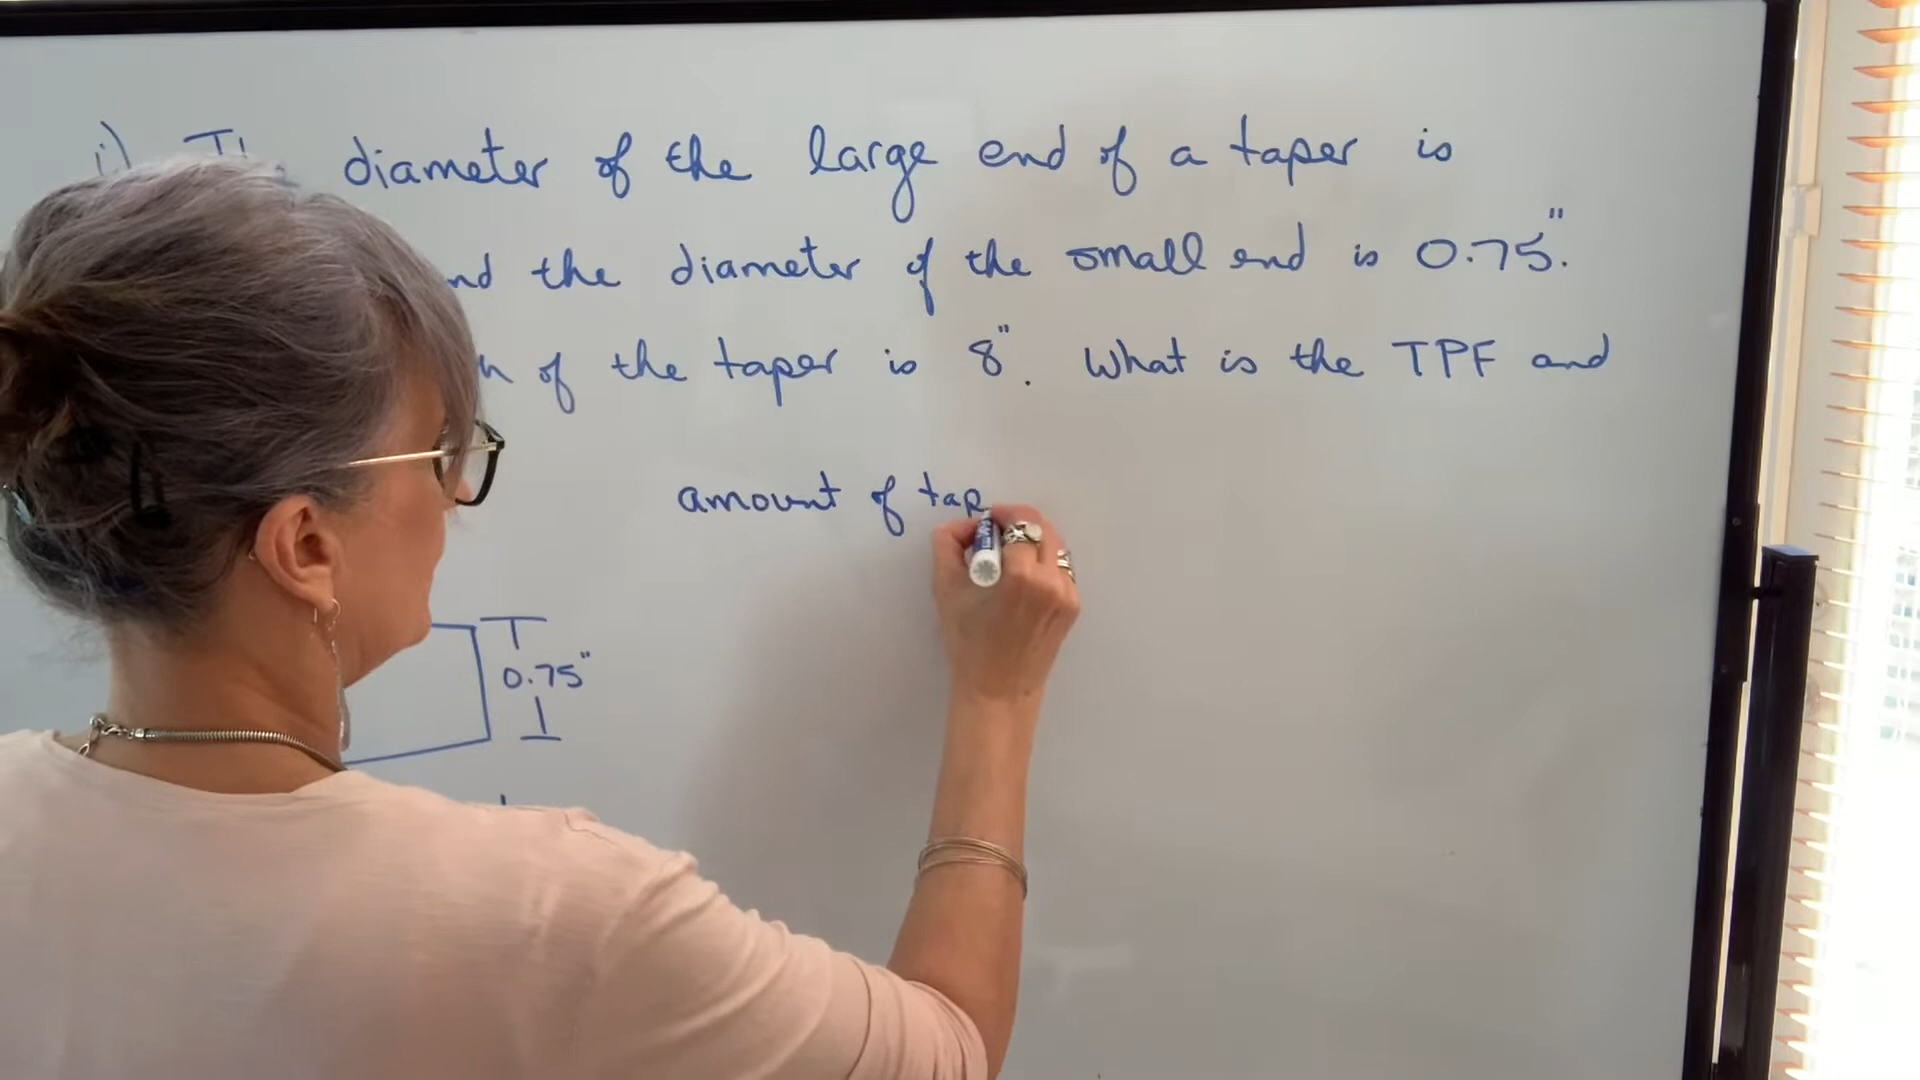 i) diameter of the large end of a taper is
nd the diameter of the small end is 0.75".
h of the taper is 8". What is the TPF and
amount of tap
0.75"